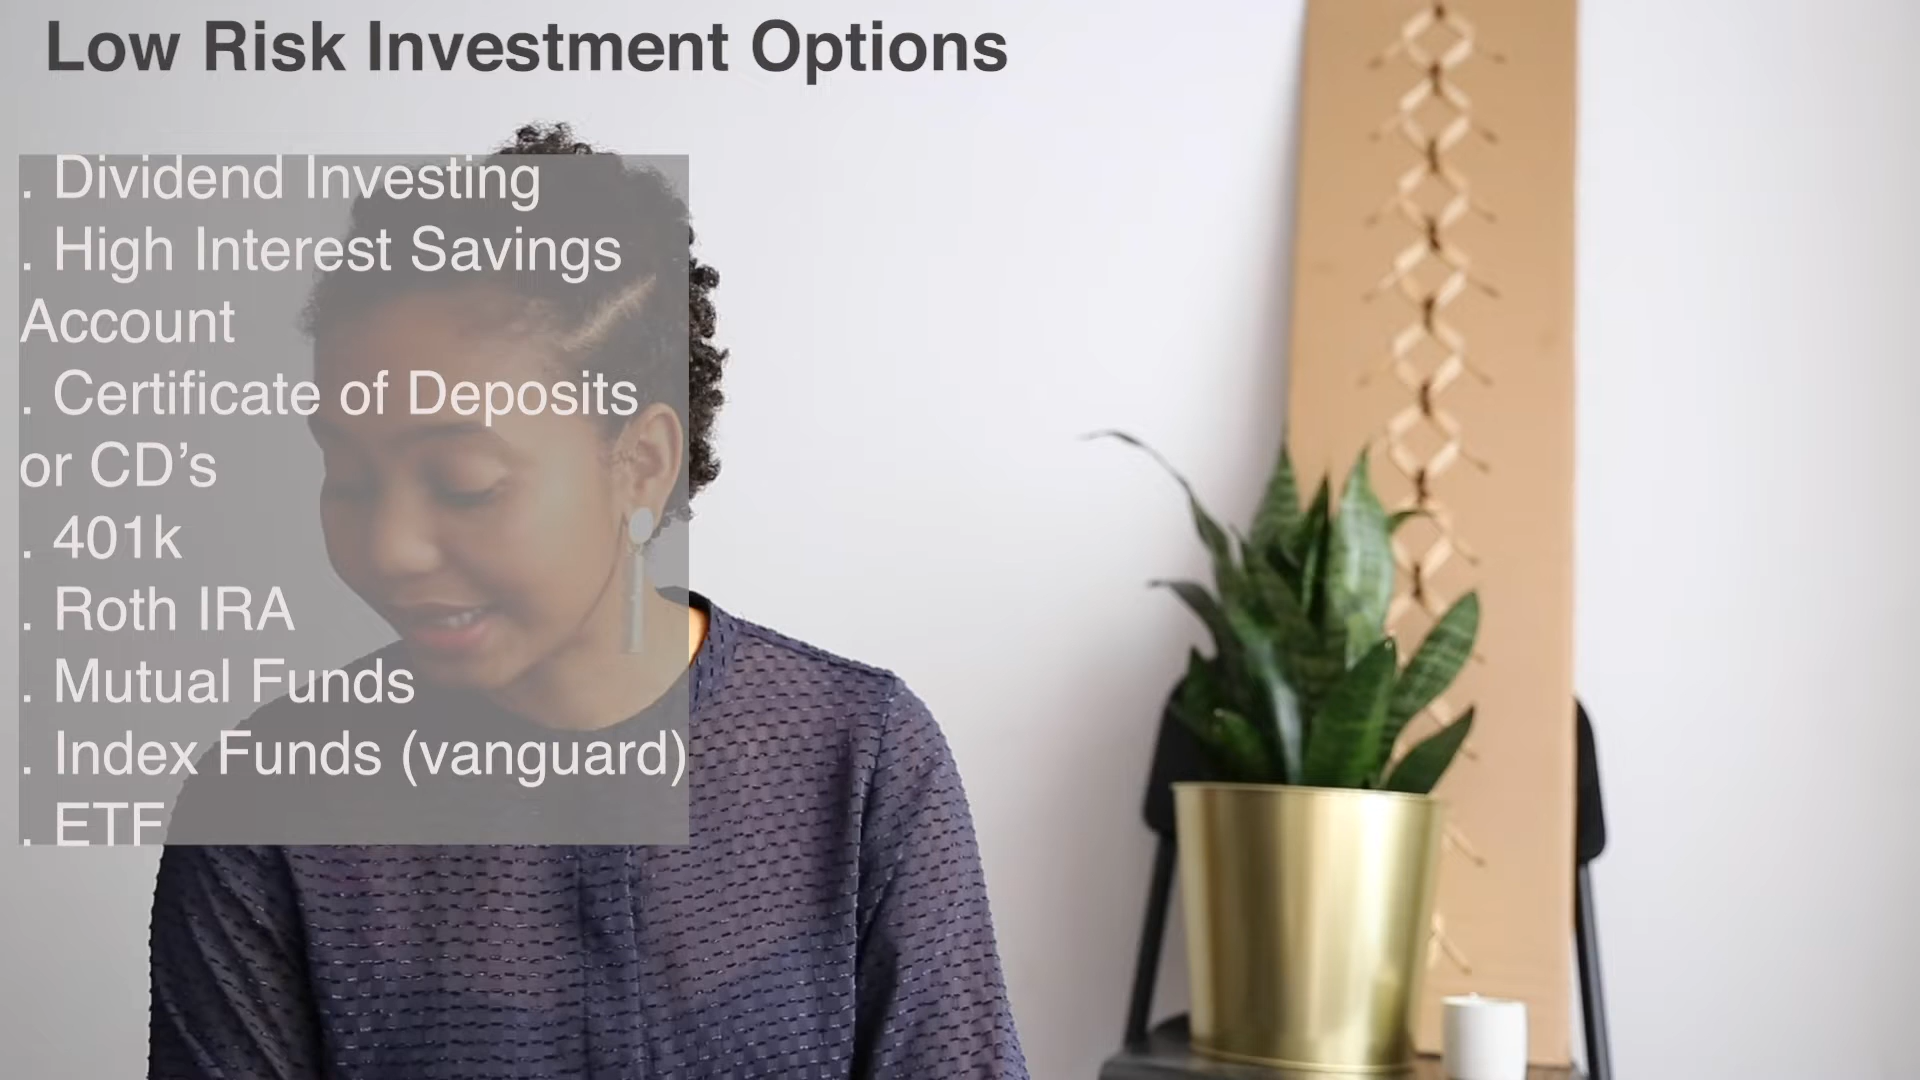 Low Risk Investment Options
. Dividend Investing
. High Interest Savings
Account
. Certificate of Deposits
or CD’s
. 401k
. Roth IRA
. Mutual Funds
. Index Funds (vanguard)
. ETF